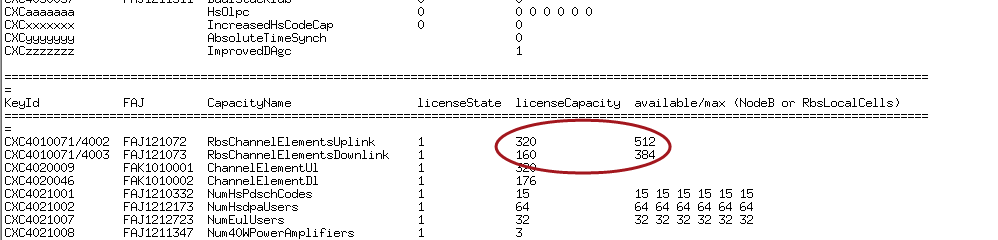 CXCaaaaaaa HsOlpc 0 0 0 0 0 0 0
CXCxxxxxxx IncreasedHsCodeCap 0 0
CXCyyyyyyy AbsoluteTimeSynch 0
CXCzzzzzzz ImprovedDAgc 1
====================================================================================================================================
=
KeyId FAJ CapacityName licenseState licenseCapacity available/max (NodeB or RbsLocalCells)
====================================================================================================================================
=
CXC4010071/4002 FAJ121072 RbsChannelElementsUplink 1 320 512
CXC4010071/4003 FAJ121073 RbsChannelElementsDownlink 1 160 384
CXC4020009 FAK1010001 ChannelElementUl 1 320
CXC4020046 FAK1010002 ChannelElementDl 1 176
CXC4021001 FAJ1210332 NumHsPdschCodes 1 15 15 15 15 15 15 15
CXC4021002 FAJ1212173 NumHsdpaUsers 1 64 64 64 64 64 64 64
CXC4021007 FAJ1212723 NumEulUsers 1 32 32 32 32 32 32 32
CXC4021008 FAJ1211347 Num40WPowerAmplifiers 1 3